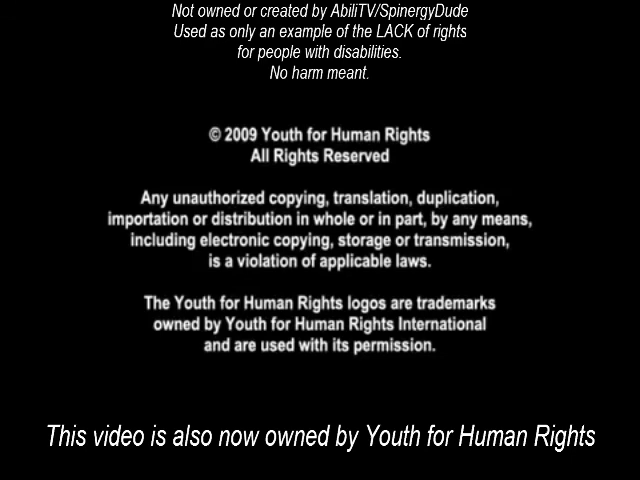 Not owned or created by AbiliTV/SpinergyDude
Used as only an example of the LACK of rights
for people with disabilities.
No harm meant.
© 2009 Youth for Human Rights
All Rights Reserved
Any unauthorized copying, translation, duplication,
importation or distribution in whole or in part, by any means,
including electronic copying, storage or transmission,
is a violation of applicable laws.
The Youth for Human Rights logos are trademarks
owned by Youth for Human Rights International
and are used with its permission.
This video is also now owned by Youth for Human Rights